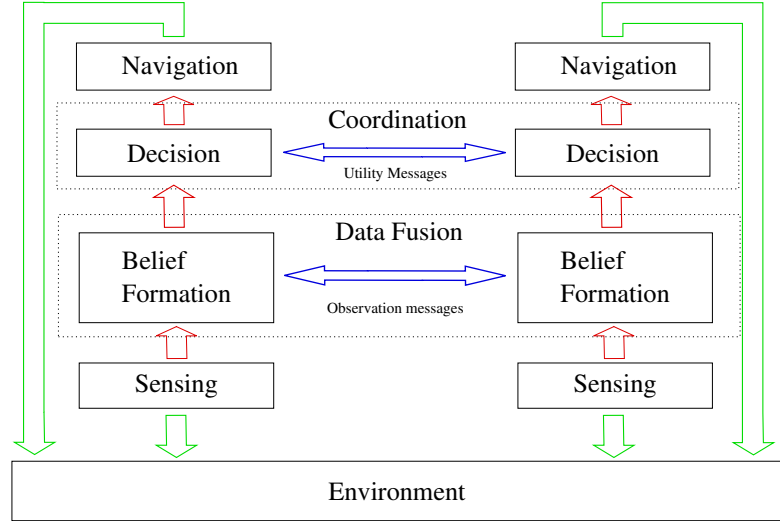 Navigation
Navigation
Coordination
Decision
Decision
Utility Messages
Data Fusion
Belief
Formation
Belief
Formation
Observation messages
Sensing
Sensing
Environment